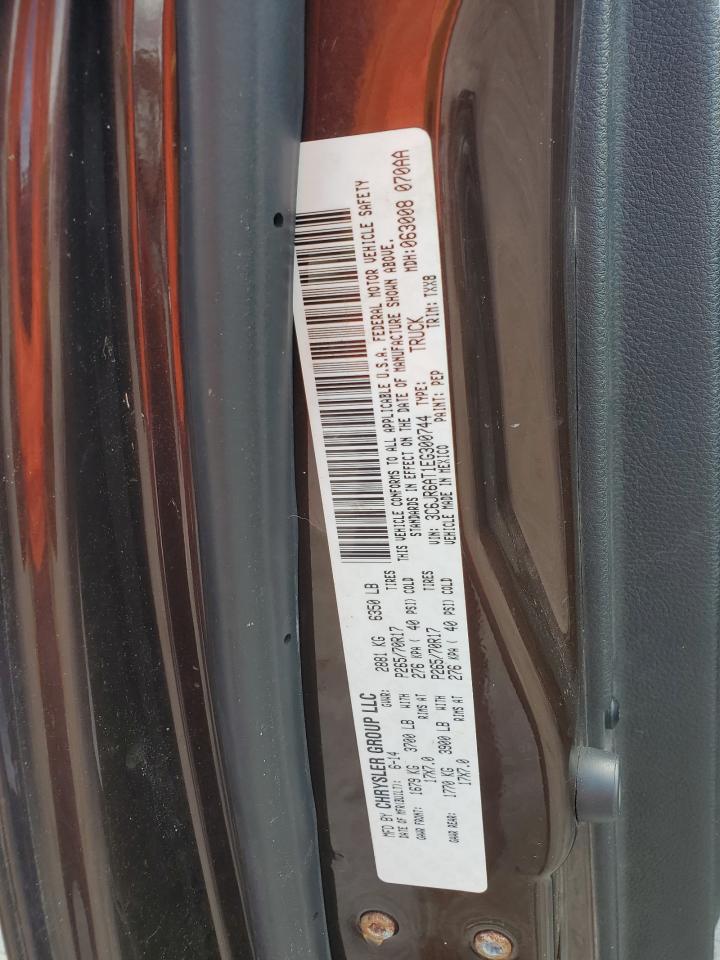 MFD BY CHRYSLER GROUP LLC
DATE OF MFR(BUILT): 6-14 GVWR: 2881 KG 6350 LB
GAWR FRONT: 1679 KG 3700 LB WITH P265/70R17 TIRES
17X7.0 RIMS AT 276 KPA ( 40 PSI) COLD
GAWR REAR: 1770 KG 3900 LB WITH P265/70R17 TIRES
17X7.0 RIMS AT 276 KPA ( 40 PSI) COLD
THIS VEHICLE CONFORMS TO ALL APPLICABLE U.S.A. FEDERAL MOTOR VEHICLE SAFETY
STANDARDS IN EFFECT ON THE DATE OF MANUFACTURE SHOWN ABOVE.
VIN: 3C6JR6AT1EG300744 TYPE: TRUCK MDH:063008 070AA
VEHICLE MADE IN MEXICO PAINT: PEP TRIM: TXX8